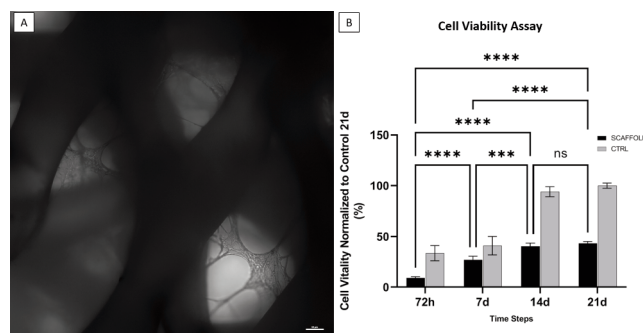 A
B
Cell Viability Assay
****
****
****
**** *** ns
SCAFFOLD
CTRL
Cell Vitality Normalized to Control 21d
(%)
150
100
50
0
72h 7d 14d 21d
Time Steps